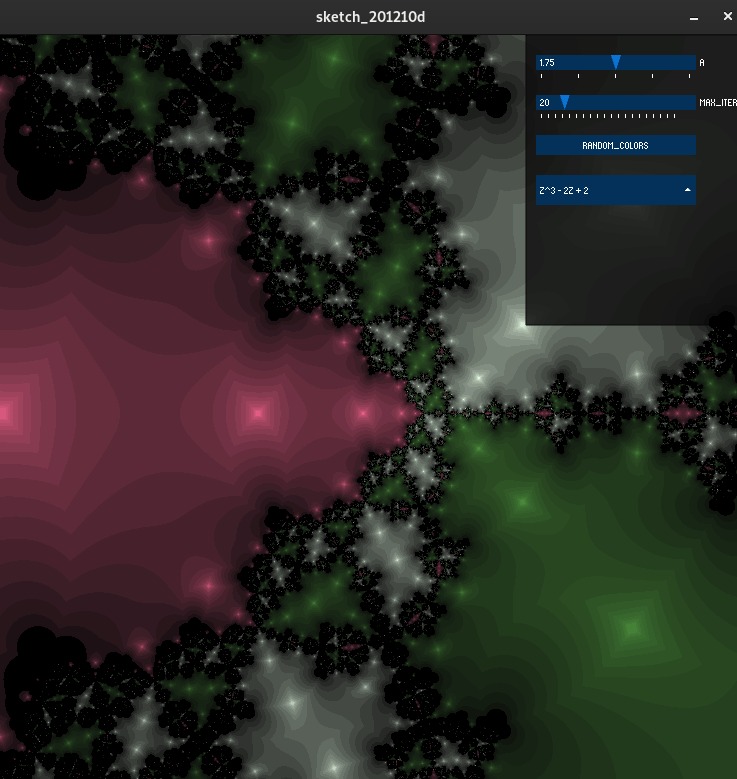 sketch_201210d
1.75 A
20 MAX_ITER
RANDOM_COLORS
Z^3 - 2Z + 2